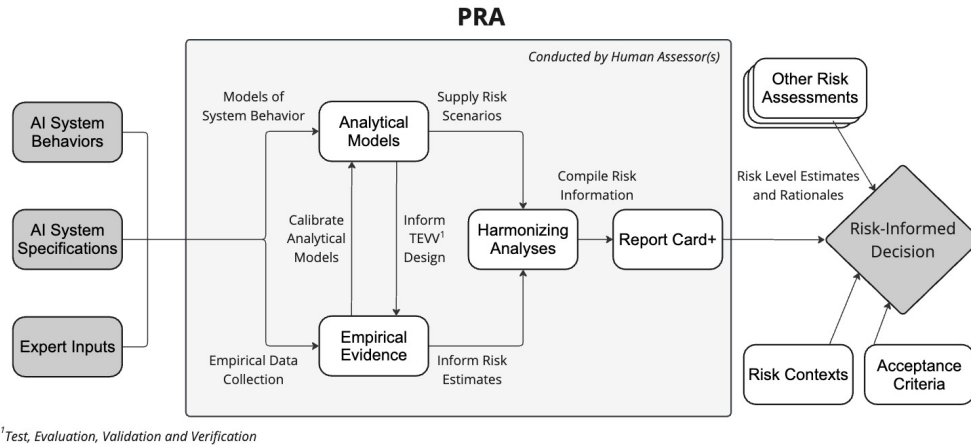 PRA
Conducted by Human Assessor(s)
AI System
Behaviors
AI System
Specifications
Expert Inputs
Models of
System Behavior
Analytical
Models
Supply Risk
Scenarios
Calibrate
Analytical
Models
Inform
TEVV¹
Design
Empirical Data
Collection
Empirical
Evidence
Inform Risk
Estimates
Harmonizing
Analyses
Compile Risk
Information
Report Card+
Other Risk
Assessments
Risk Level Estimates
and Rationales
Risk-Informed
Decision
Risk Contexts
Acceptance
Criteria
¹Test, Evaluation, Validation and Verification